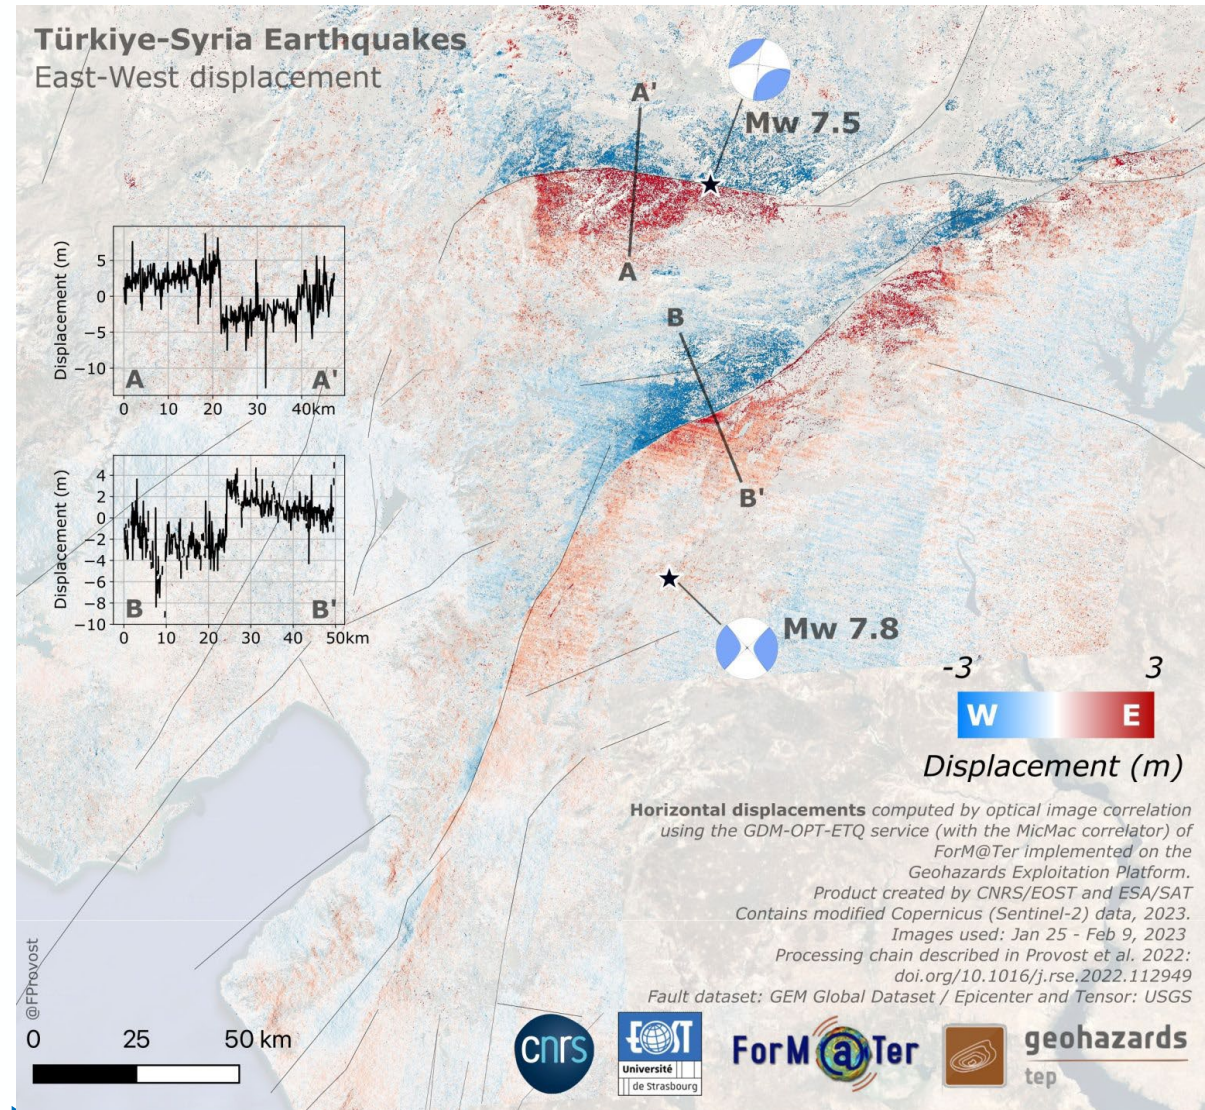 Türkiye-Syria Earthquakes
East-West displacement
A'
Mw 7.5
A
B
B'
Mw 7.8
Displacement (m)
5
0
−5
−10
A
A'
0 10 20 30 40km
Displacement (m)
4
2
0
−2
−4
−6
−8
−10
B
B'
0 10 20 30 40 50km
-3 3
W E
Displacement (m)
Horizontal displacements computed by optical image correlation
using the GDM-OPT-ETQ service (with the MicMac correlator) of
ForM@Ter implemented on the
Geohazards Exploitation Platform.
Product created by CNRS/EOST and ESA/SAT
Contains modified Copernicus (Sentinel-2) data, 2023.
Images used: Jan 25 - Feb 9, 2023
Processing chain described in Provost et al. 2022:
doi.org/10.1016/j.rse.2022.112949
Fault dataset: GEM Global Dataset / Epicenter and Tensor: USGS
@FProvost
0 25 50 km
cnrs
EOST
Université
de Strasbourg
ForM@Ter
geohazards
tep